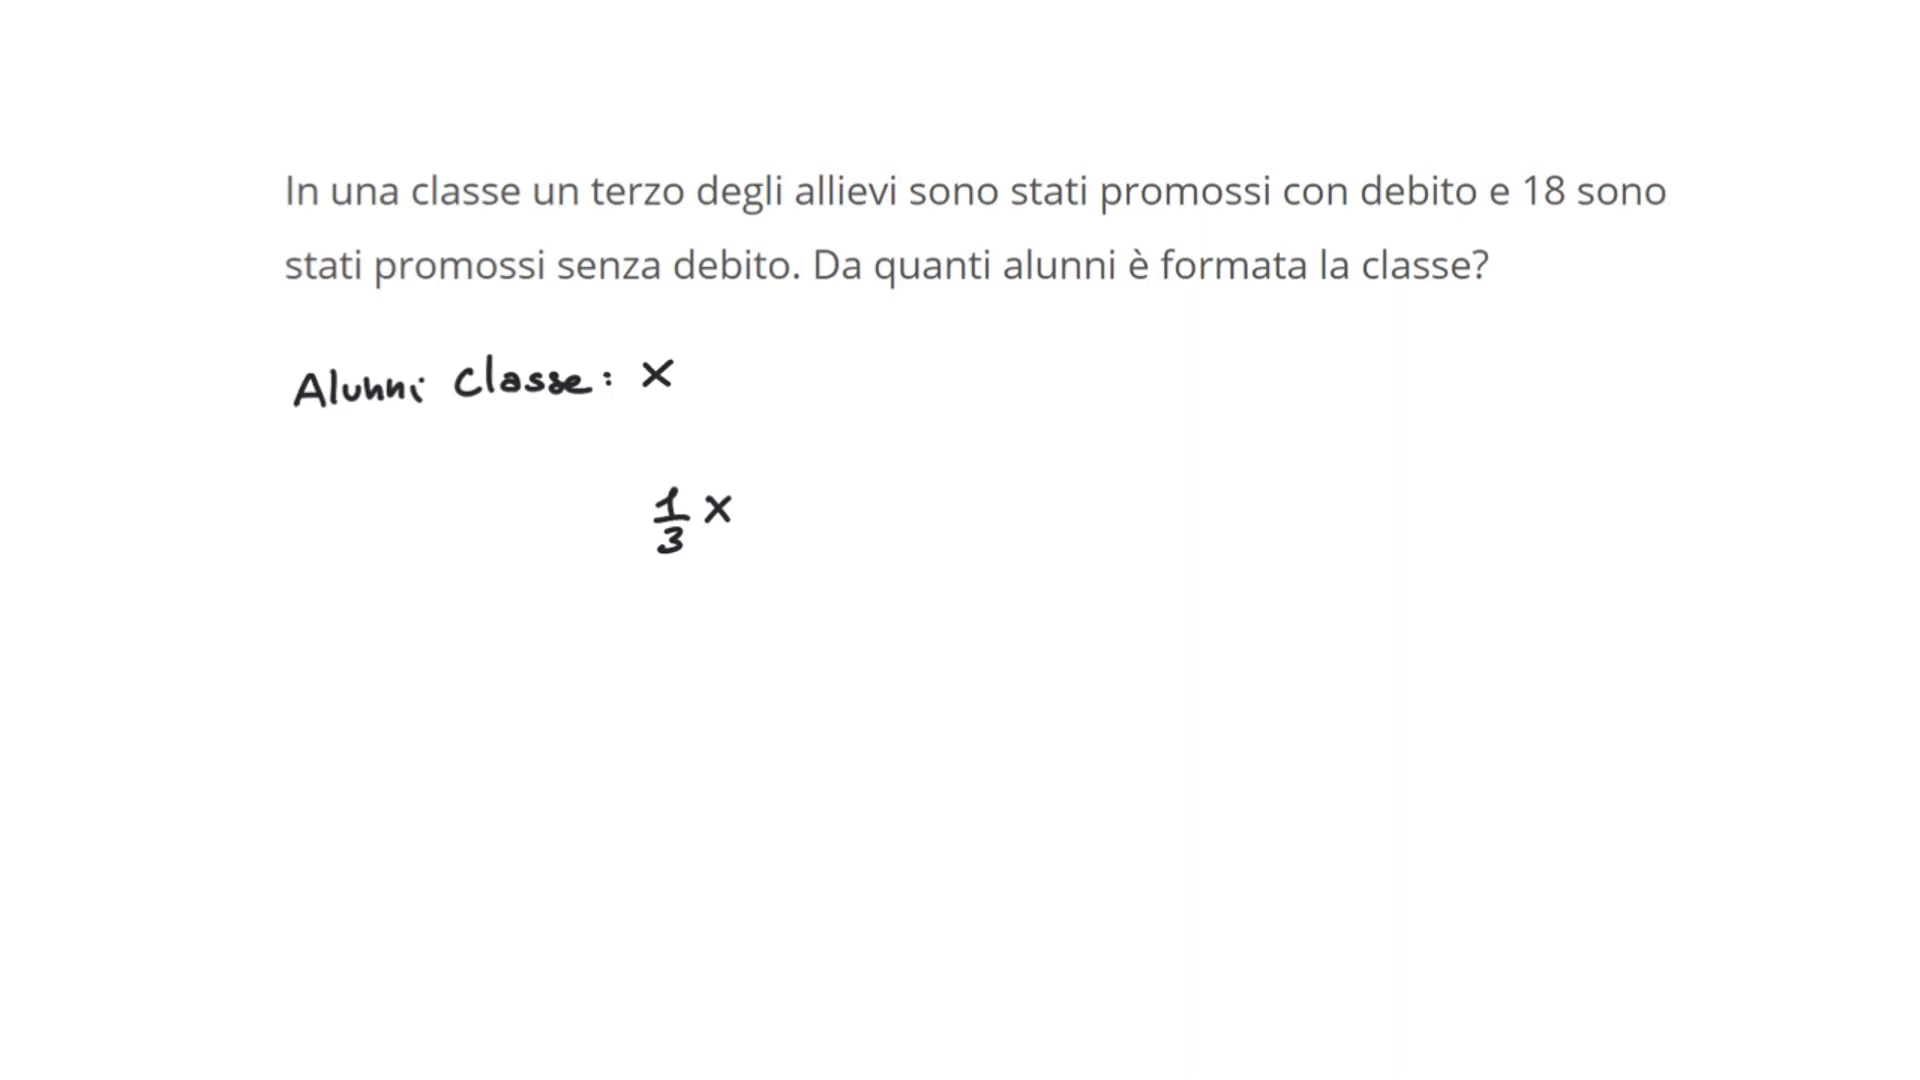 In una classe un terzo degli allievi sono stati promossi con debito e 18 sono
stati promossi senza debito. Da quanti alunni è formata la classe?
Alunni Classe: x
1/3 x